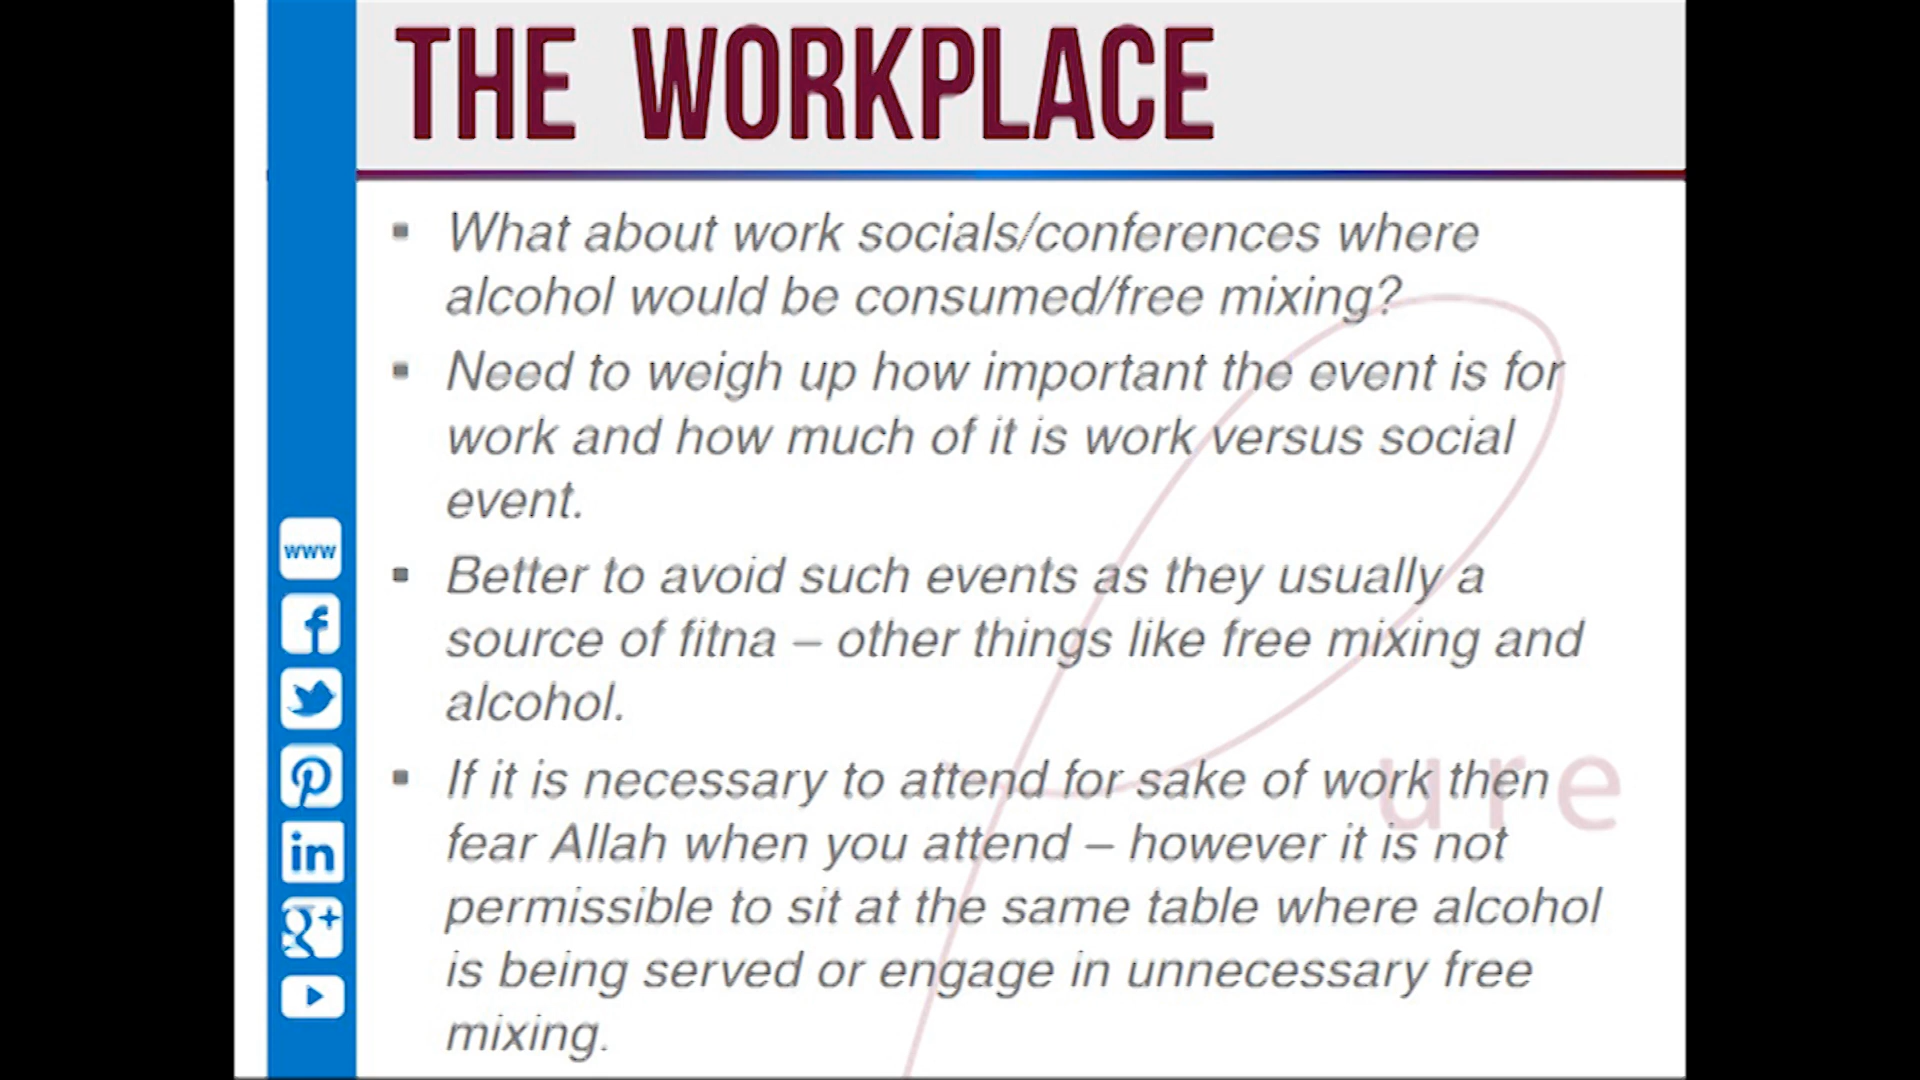 THE WORKPLACE
What about work socials/conferences where
alcohol would be consumed/free mixing?
Need to weigh up how important the event is for
work and how much of it is work versus social
event.
Better to avoid such events as they usually a
source of fitna – other things like free mixing and
alcohol.
If it is necessary to attend for sake of work then
fear Allah when you attend – however it is not
permissible to sit at the same table where alcohol
is being served or engage in unnecessary free
mixing.
www
f
in
g+
ure